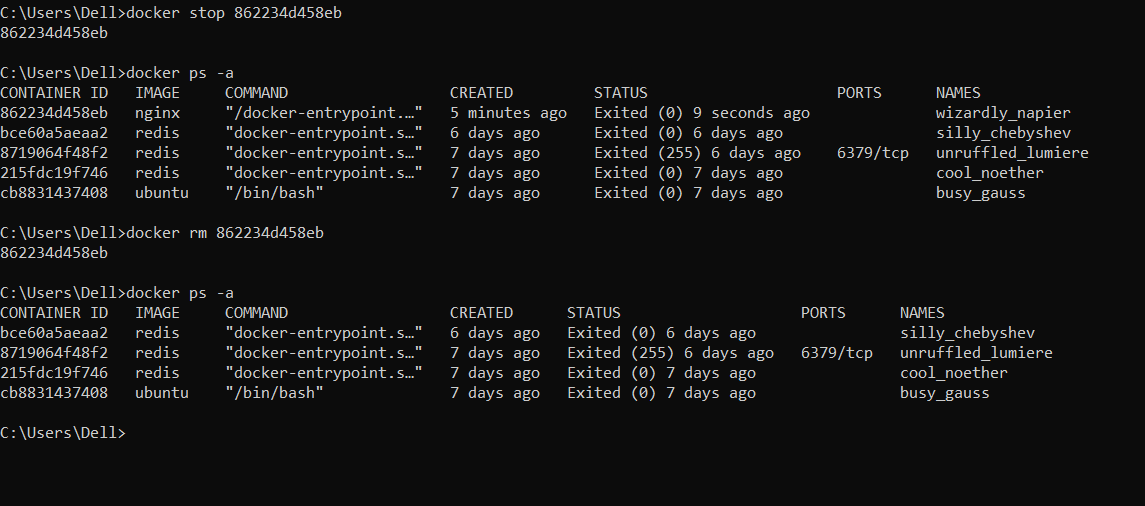 C:\Users\Dell>docker stop 862234d458eb
862234d458eb
C:\Users\Dell>docker ps -a
CONTAINER ID   IMAGE     COMMAND                  CREATED         STATUS                     PORTS      NAMES
862234d458eb   nginx     "/docker-entrypoint.…"   5 minutes ago   Exited (0) 9 seconds ago              wizardly_napier
bce60a5aeaa2   redis     "docker-entrypoint.s…"   6 days ago      Exited (0) 6 days ago                 silly_chebyshev
8719064f48f2   redis     "docker-entrypoint.s…"   7 days ago      Exited (255) 6 days ago    6379/tcp   unruffled_lumiere
215fdc19f746   redis     "docker-entrypoint.s…"   7 days ago      Exited (0) 7 days ago                 cool_noether
cb8831437408   ubuntu    "/bin/bash"              7 days ago      Exited (0) 7 days ago                 busy_gauss
C:\Users\Dell>docker rm 862234d458eb
862234d458eb
C:\Users\Dell>docker ps -a
CONTAINER ID   IMAGE     COMMAND                  CREATED      STATUS                    PORTS      NAMES
bce60a5aeaa2   redis     "docker-entrypoint.s…"   6 days ago   Exited (0) 6 days ago                silly_chebyshev
8719064f48f2   redis     "docker-entrypoint.s…"   7 days ago   Exited (255) 6 days ago   6379/tcp   unruffled_lumiere
215fdc19f746   redis     "docker-entrypoint.s…"   7 days ago   Exited (0) 7 days ago                cool_noether
cb8831437408   ubuntu    "/bin/bash"              7 days ago   Exited (0) 7 days ago                busy_gauss
C:\Users\Dell>